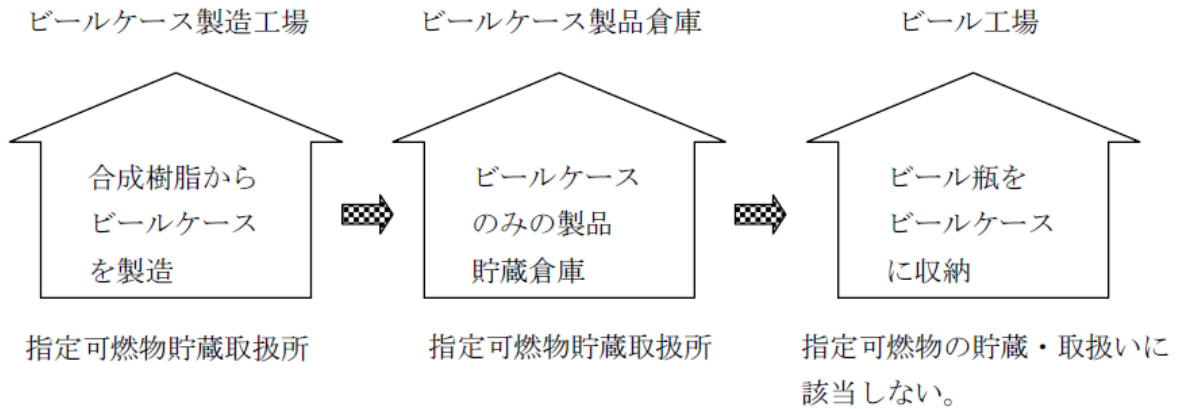 ビールケース製造工場
合成樹脂から
ビールケース
を製造
指定可燃物貯蔵取扱所
ビールケース製品倉庫
ビールケース
のみの製品
貯蔵倉庫
指定可燃物貯蔵取扱所
ビール工場
ビール瓶を
ビールケース
に収納
指定可燃物の貯蔵・取扱いに
該当しない。